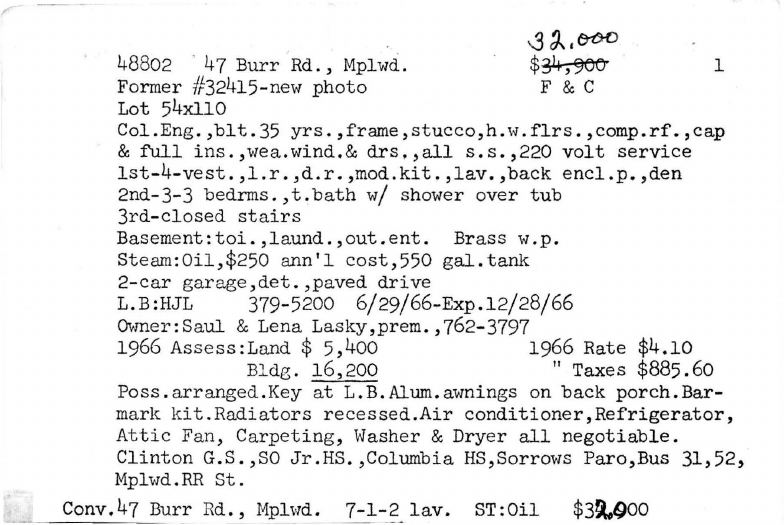 32,000
48802 47 Burr Rd., Mplwd. $34,900 1
Former #32415-new photo F & C
Lot 54x110
Col.Eng.,blt.35 yrs.,frame,stucco,h.w.flrs.,comp.rf.,cap
& full ins.,wea.wind.& drs.,all s.s.,220 volt service
1st-4-vest.,l.r.,d.r.,mod.kit.,lav.,back encl.p.,den
2nd-3-3 bedrms.,t.bath w/ shower over tub
3rd-closed stairs
Basement:toi.,laund.,out.ent. Brass w.p.
Steam:Oil,$250 ann'l cost,550 gal.tank
2-car garage,det.,paved drive
L.B:HJL 379-5200 6/29/66-Exp.12/28/66
Owner:Saul & Lena Lasky,prem.,762-3797
1966 Assess:Land $ 5,400 1966 Rate $4.10
Bldg. 16,200 " Taxes $885.60
Poss.arranged.Key at L.B.Alum.awnings on back porch.Bar-
mark kit.Radiators recessed.Air conditioner,Refrigerator,
Attic Fan, Carpeting, Washer & Dryer all negotiable.
Clinton G.S.,SO Jr.HS.,Columbia HS,Sorrows Paro,Bus 31,52,
Mplwd.RR St.
Conv.47 Burr Rd., Mplwd. 7-1-2 lav. ST:Oil $32,000